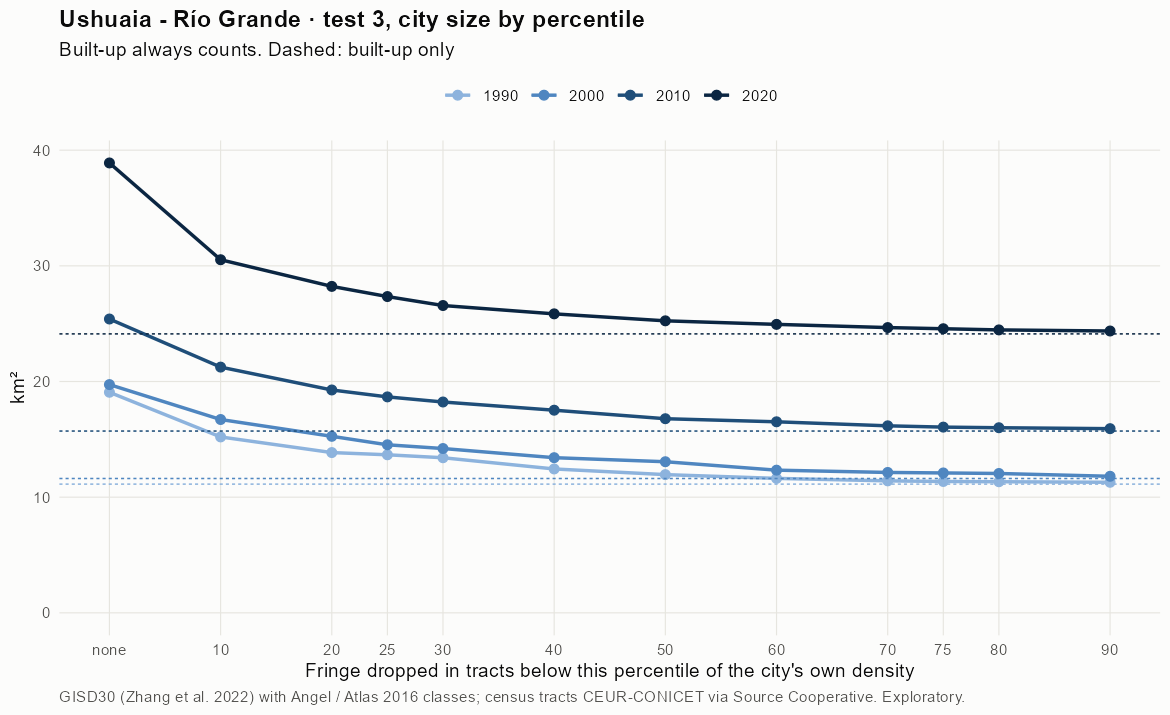 Ushuaia - Río Grande · test 3, city size by percentile
Built-up always counts. Dashed: built-up only
1990 2000 2010 2020
40
30
20
10
0
km²
none 10 20 25 30 40 50 60 70 75 80 90
Fringe dropped in tracts below this percentile of the city's own density
GISD30 (Zhang et al. 2022) with Angel / Atlas 2016 classes; census tracts CEUR-CONICET via Source Cooperative. Exploratory.